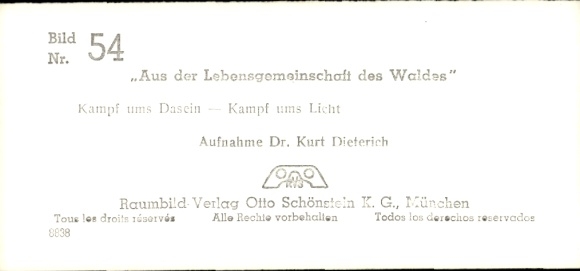 Bild
Nr. 54
„Aus der Lebensgemeinschaft des Waldes"
Kampf ums Dasein — Kampf ums Licht
Aufnahme Dr. Kurt Dieterich
Raumbild-Verlag Otto Schönstein K. G., München
Tous les droits réservés Alle Rechte vorbehalten Todos los derechos reservados
8838